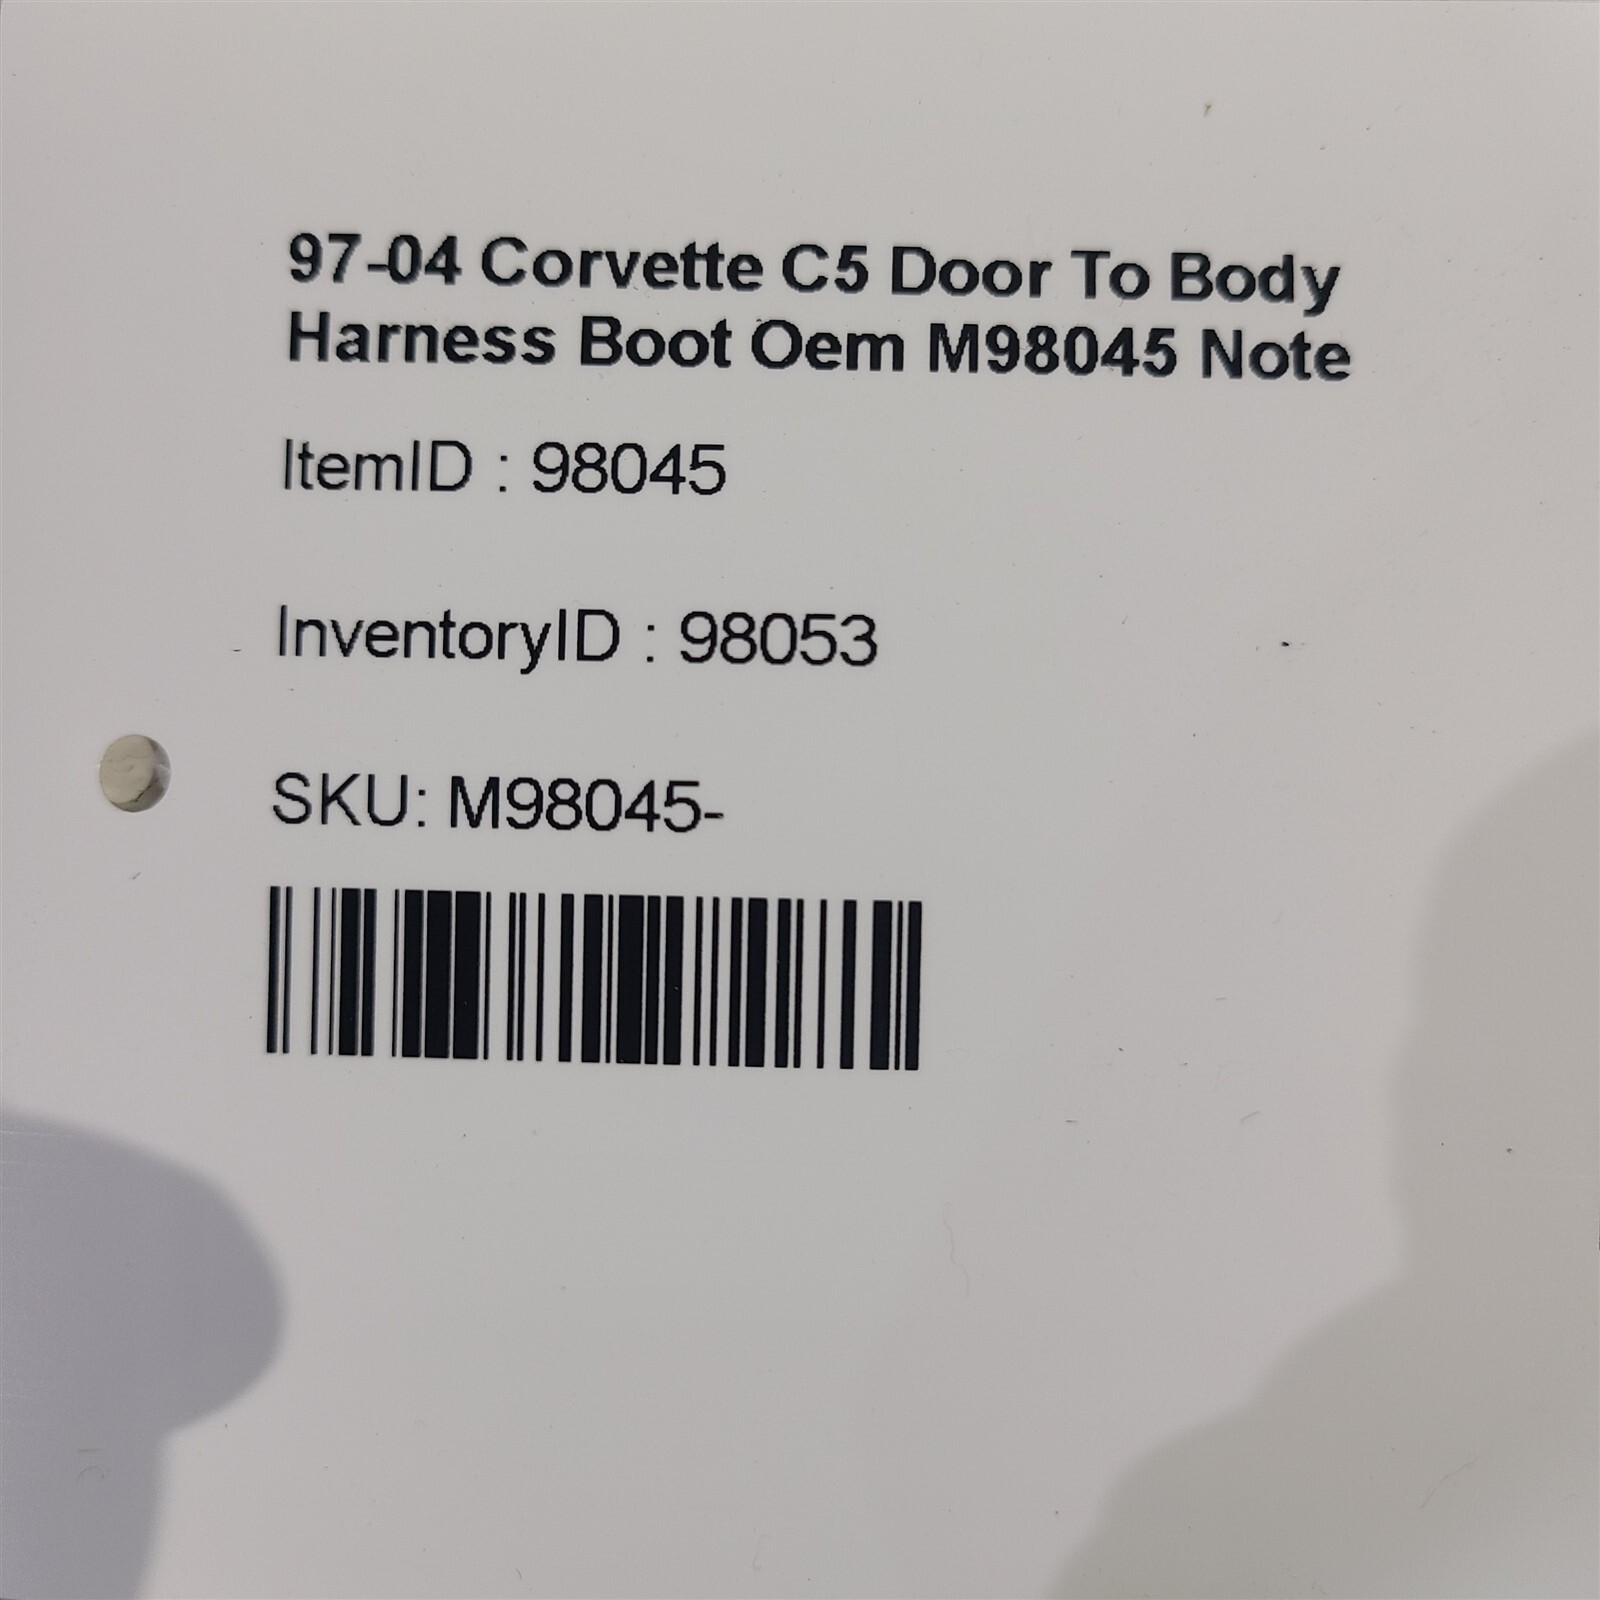 97-04 Corvette C5 Door To Body
Harness Boot Oem M98045 Note
ItemID : 98045
InventoryID : 98053
SKU: M98045-